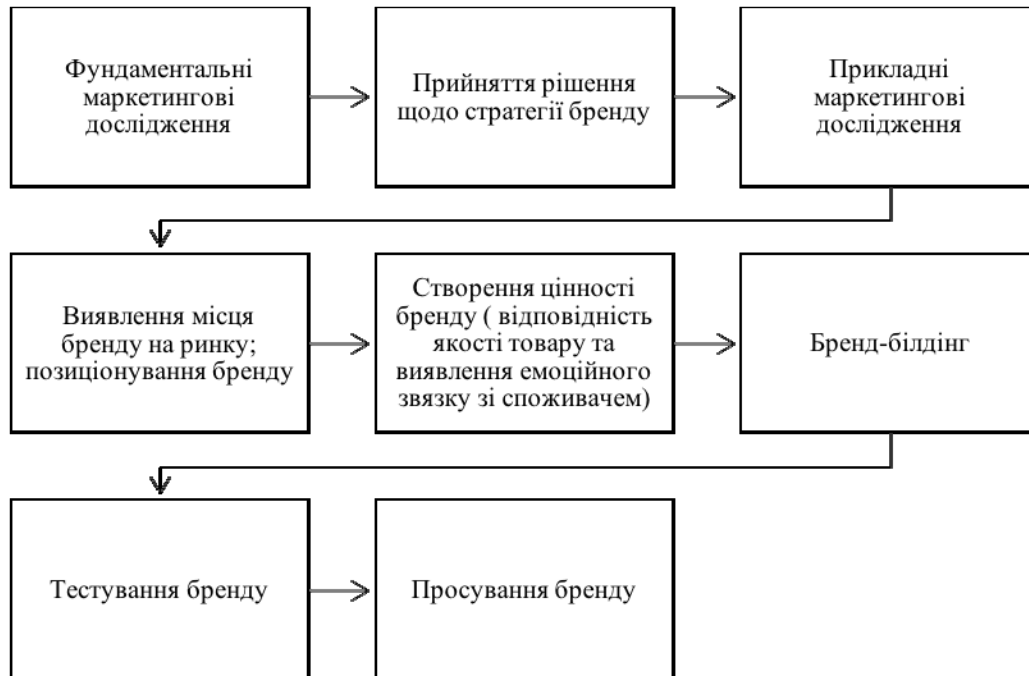 Фундаментальні
маркетингові
дослідження
Прийняття рішення
щодо стратегії бренду
Прикладні
маркетингові
дослідження
Виявлення місця
бренду на ринку;
позиціонування бренду
Створення цінності
бренду ( відповідність
якості товару та
виявлення емоційного
звязку зі споживачем)
Бренд-білдінг
Тестування бренду
Просування бренду